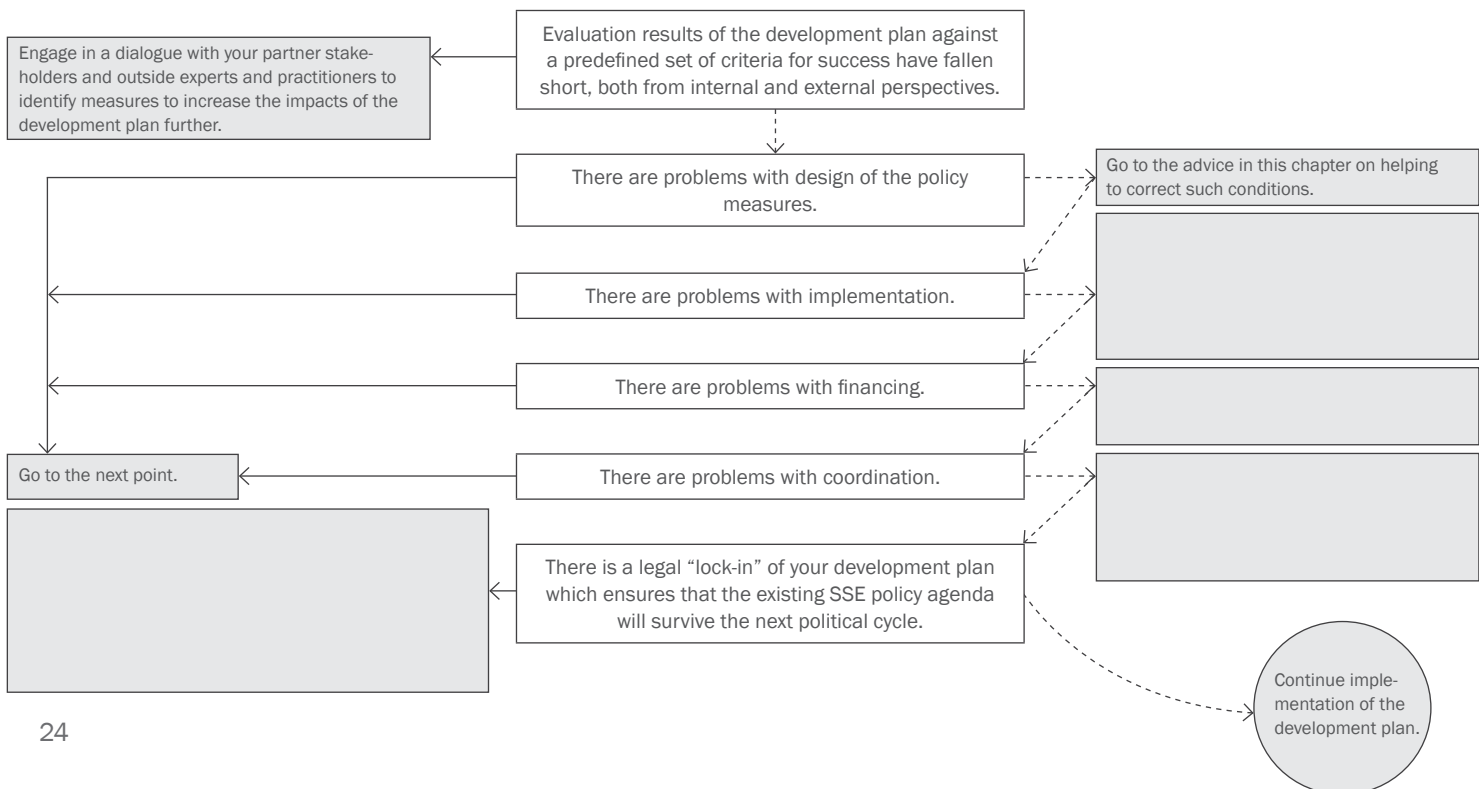 Evaluation results of the development plan against
a predefined set of criteria for success have fallen
short, both from internal and external perspectives.
Engage in a dialogue with your partner stake-
holders and outside experts and practitioners to
identify measures to increase the impacts of the
development plan further.
There are problems with design of the policy
measures.
Go to the advice in this chapter on helping
to correct such conditions.
There are problems with implementation.
There are problems with financing.
Go to the next point.
There are problems with coordination.
There is a legal “lock-in” of your development plan
which ensures that the existing SSE policy agenda
will survive the next political cycle.
Continue imple-
mentation of the
development plan.
24